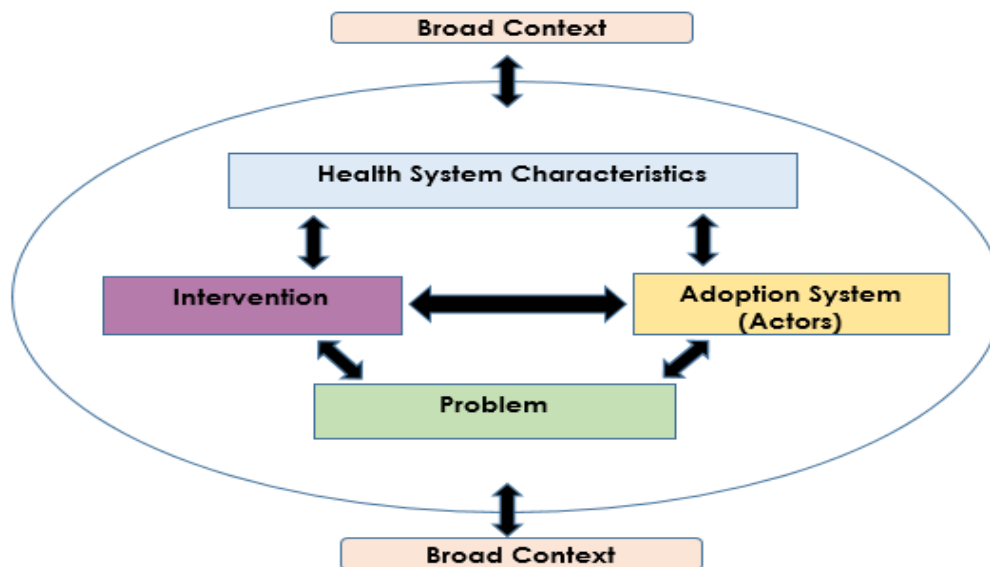 Broad Context
Health System Characteristics
Intervention
Adoption System
(Actors)
Problem
Broad Context